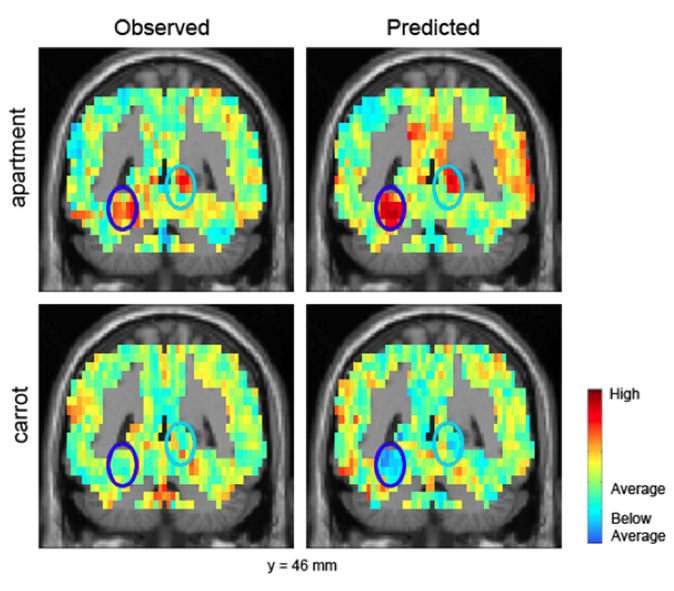 Observed
Predicted
apartment
carrot
High
Average
Below
Average
y = 46 mm